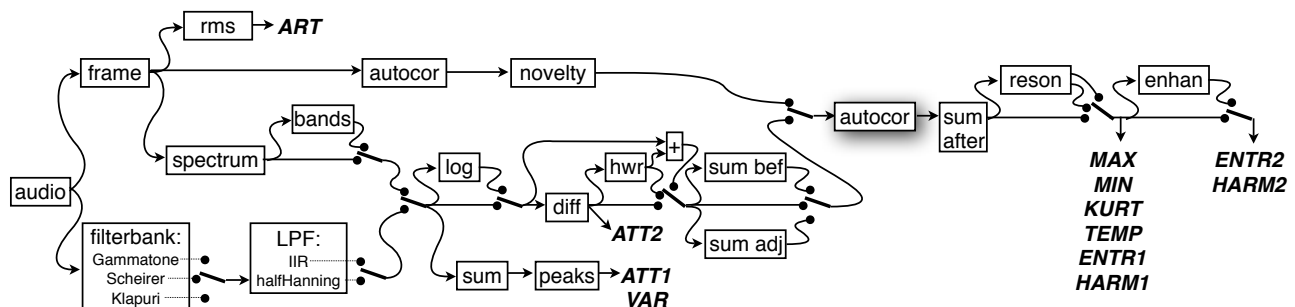 rms
ART
frame
autocor
novelty
reson
enhan
bands
autocor
sum
after
spectrum
log
+
hwr
sum bef
MAX
MIN
KURT
TEMP
ENTR1
HARM1
ENTR2
HARM2
audio
diff
ATT2
sum adj
filterbank:
Gammatone
Scheirer
Klapuri
LPF:
IIR
halfHanning
sum
peaks
ATT1
VAR